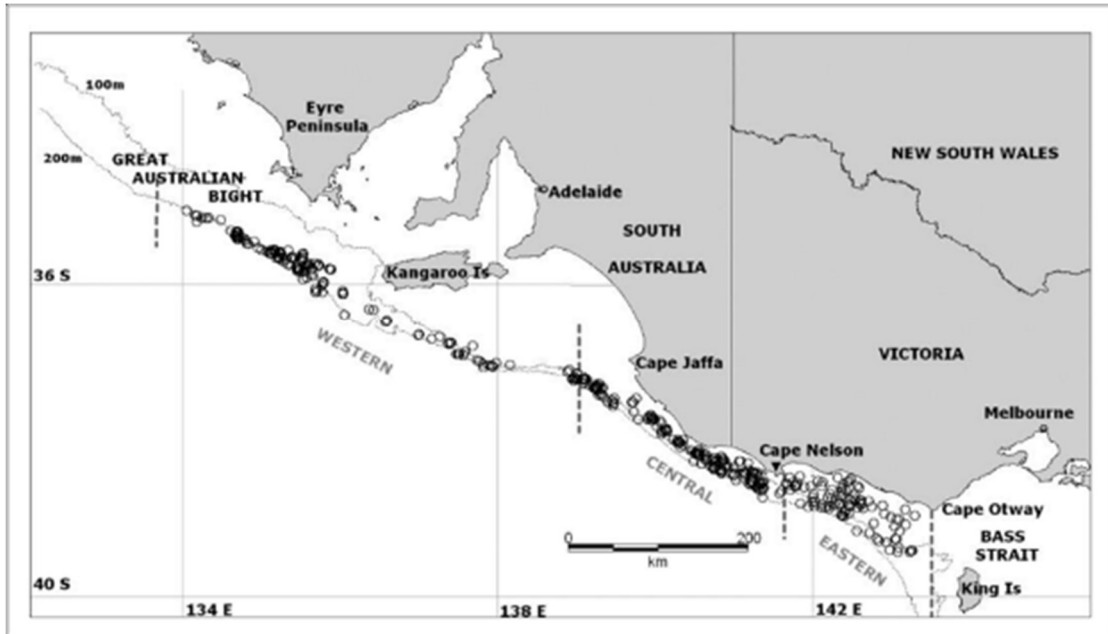 100m
Eyre
Peninsula
200m
GREAT
AUSTRALIAN
BIGHT
NEW SOUTH WALES
Adelaide
SOUTH
AUSTRALIA
36 S
Kangaroo Is
WESTERN
Cape Jaffa
VICTORIA
Melbourne
Cape Nelson
CENTRAL
Cape Otway
0
200
km
BASS
STRAIT
EASTERN
King Is
40 S
134 E
138 E
142 E